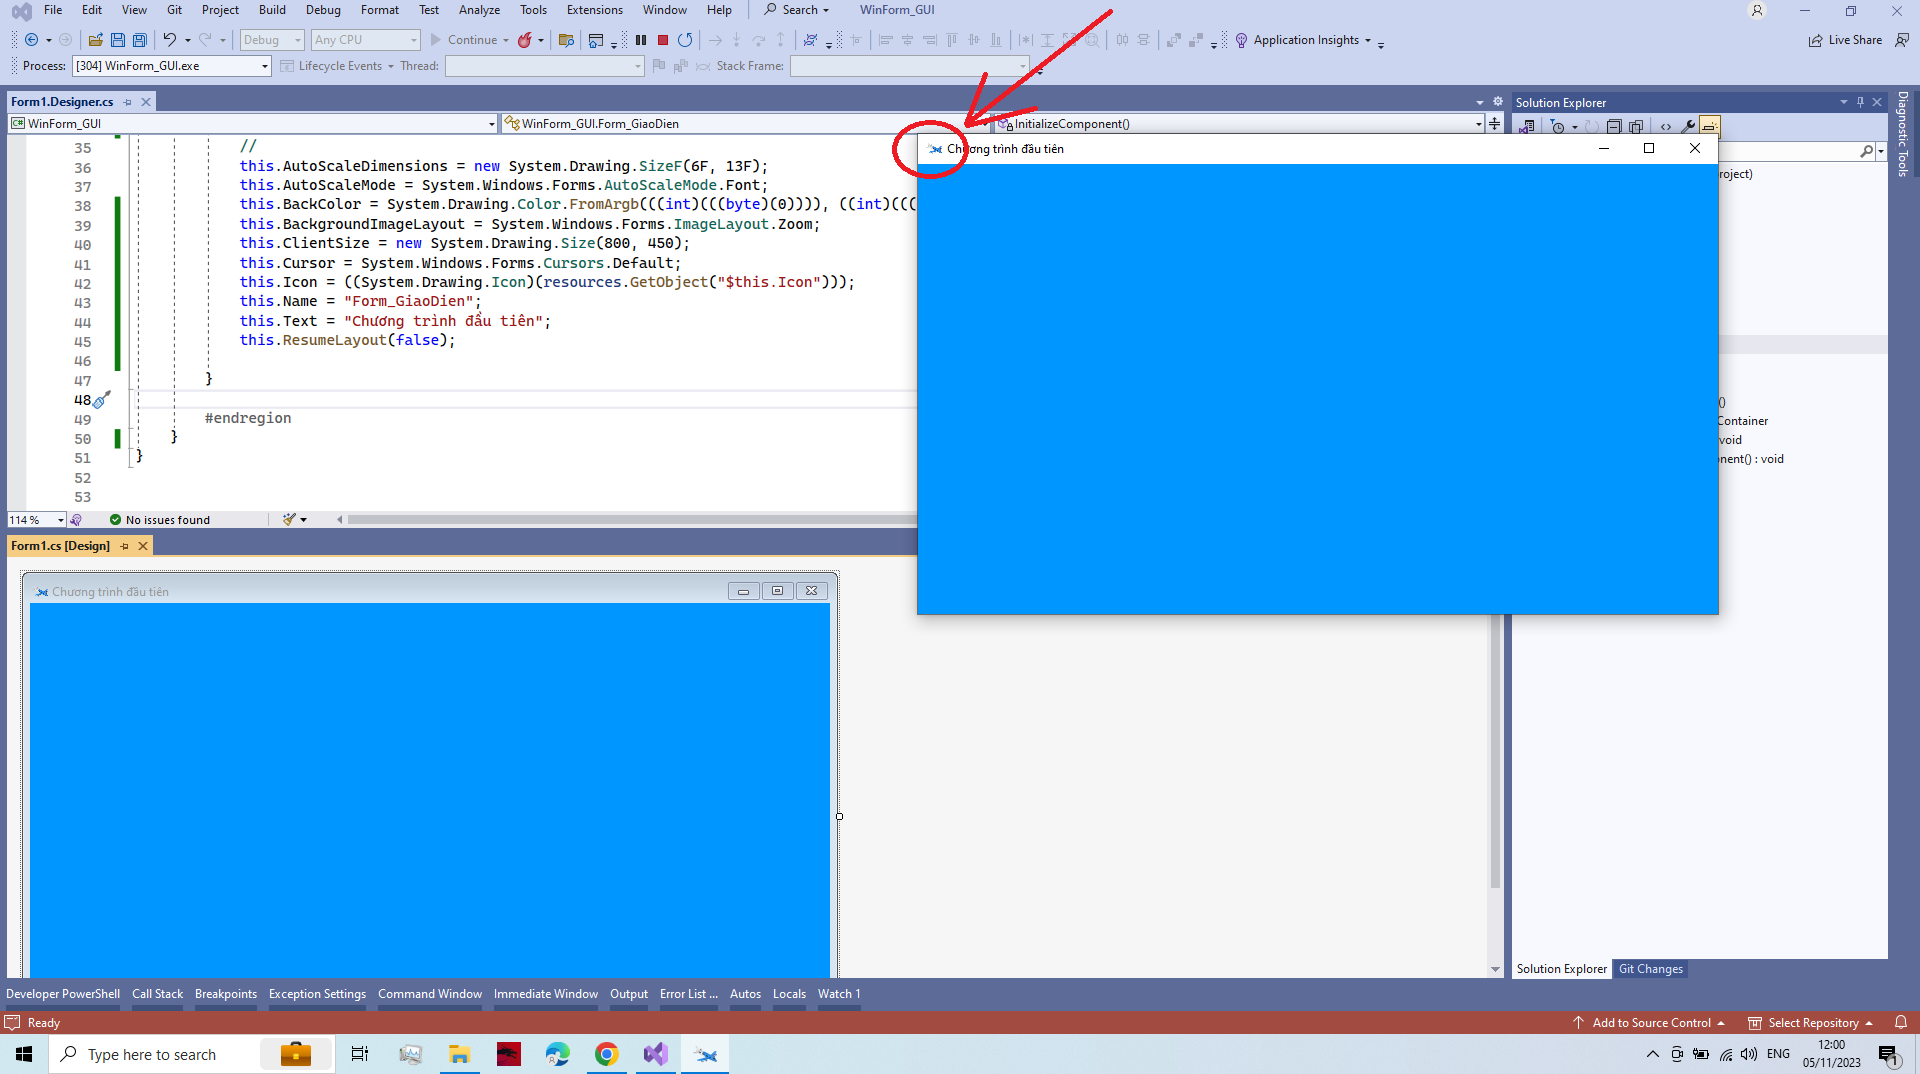 File Edit View Git Project Build Debug Format Test Analyze Tools Extensions Window Help Search WinForm_GUI
Debug Any CPU Continue Application Insights Live Share
Process: [304] WinForm_GUI.exe Lifecycle Events Thread: Stack Frame:
Form1.Designer.cs
Solution Explorer
C# WinForm_GUI WinForm_GUI.Form_GiaoDien InitializeComponent()
Diagnostic Tools
Chương trình đầu tiên
35 //
36 this.AutoScaleDimensions = new System.Drawing.SizeF(6F, 13F);
37 this.AutoScaleMode = System.Windows.Forms.AutoScaleMode.Font;
38 this.BackColor = System.Drawing.Color.FromArgb(((int)(((byte)(0)))), ((int)(((
39 this.BackgroundImageLayout = System.Windows.Forms.ImageLayout.Zoom;
40 this.ClientSize = new System.Drawing.Size(800, 450);
41 this.Cursor = System.Windows.Forms.Cursors.Default;
42 this.Icon = ((System.Drawing.Icon)(resources.GetObject("$this.Icon")));
43 this.Name = "Form_GiaoDien";
44 this.Text = "Chương trình đầu tiên";
45 this.ResumeLayout(false);
46
47 }
48
49 #endregion
50 }
51 }
52
53
roject)
()
Container
void
nent() : void
114 % No issues found
Form1.cs [Design]
Chương trình đầu tiên
Solution Explorer Git Changes
Developer PowerShell Call Stack Breakpoints Exception Settings Command Window Immediate Window Output Error List ... Autos Locals Watch 1
Ready Add to Source Control Select Repository
Type here to search ENG 12:00
05/11/2023
1